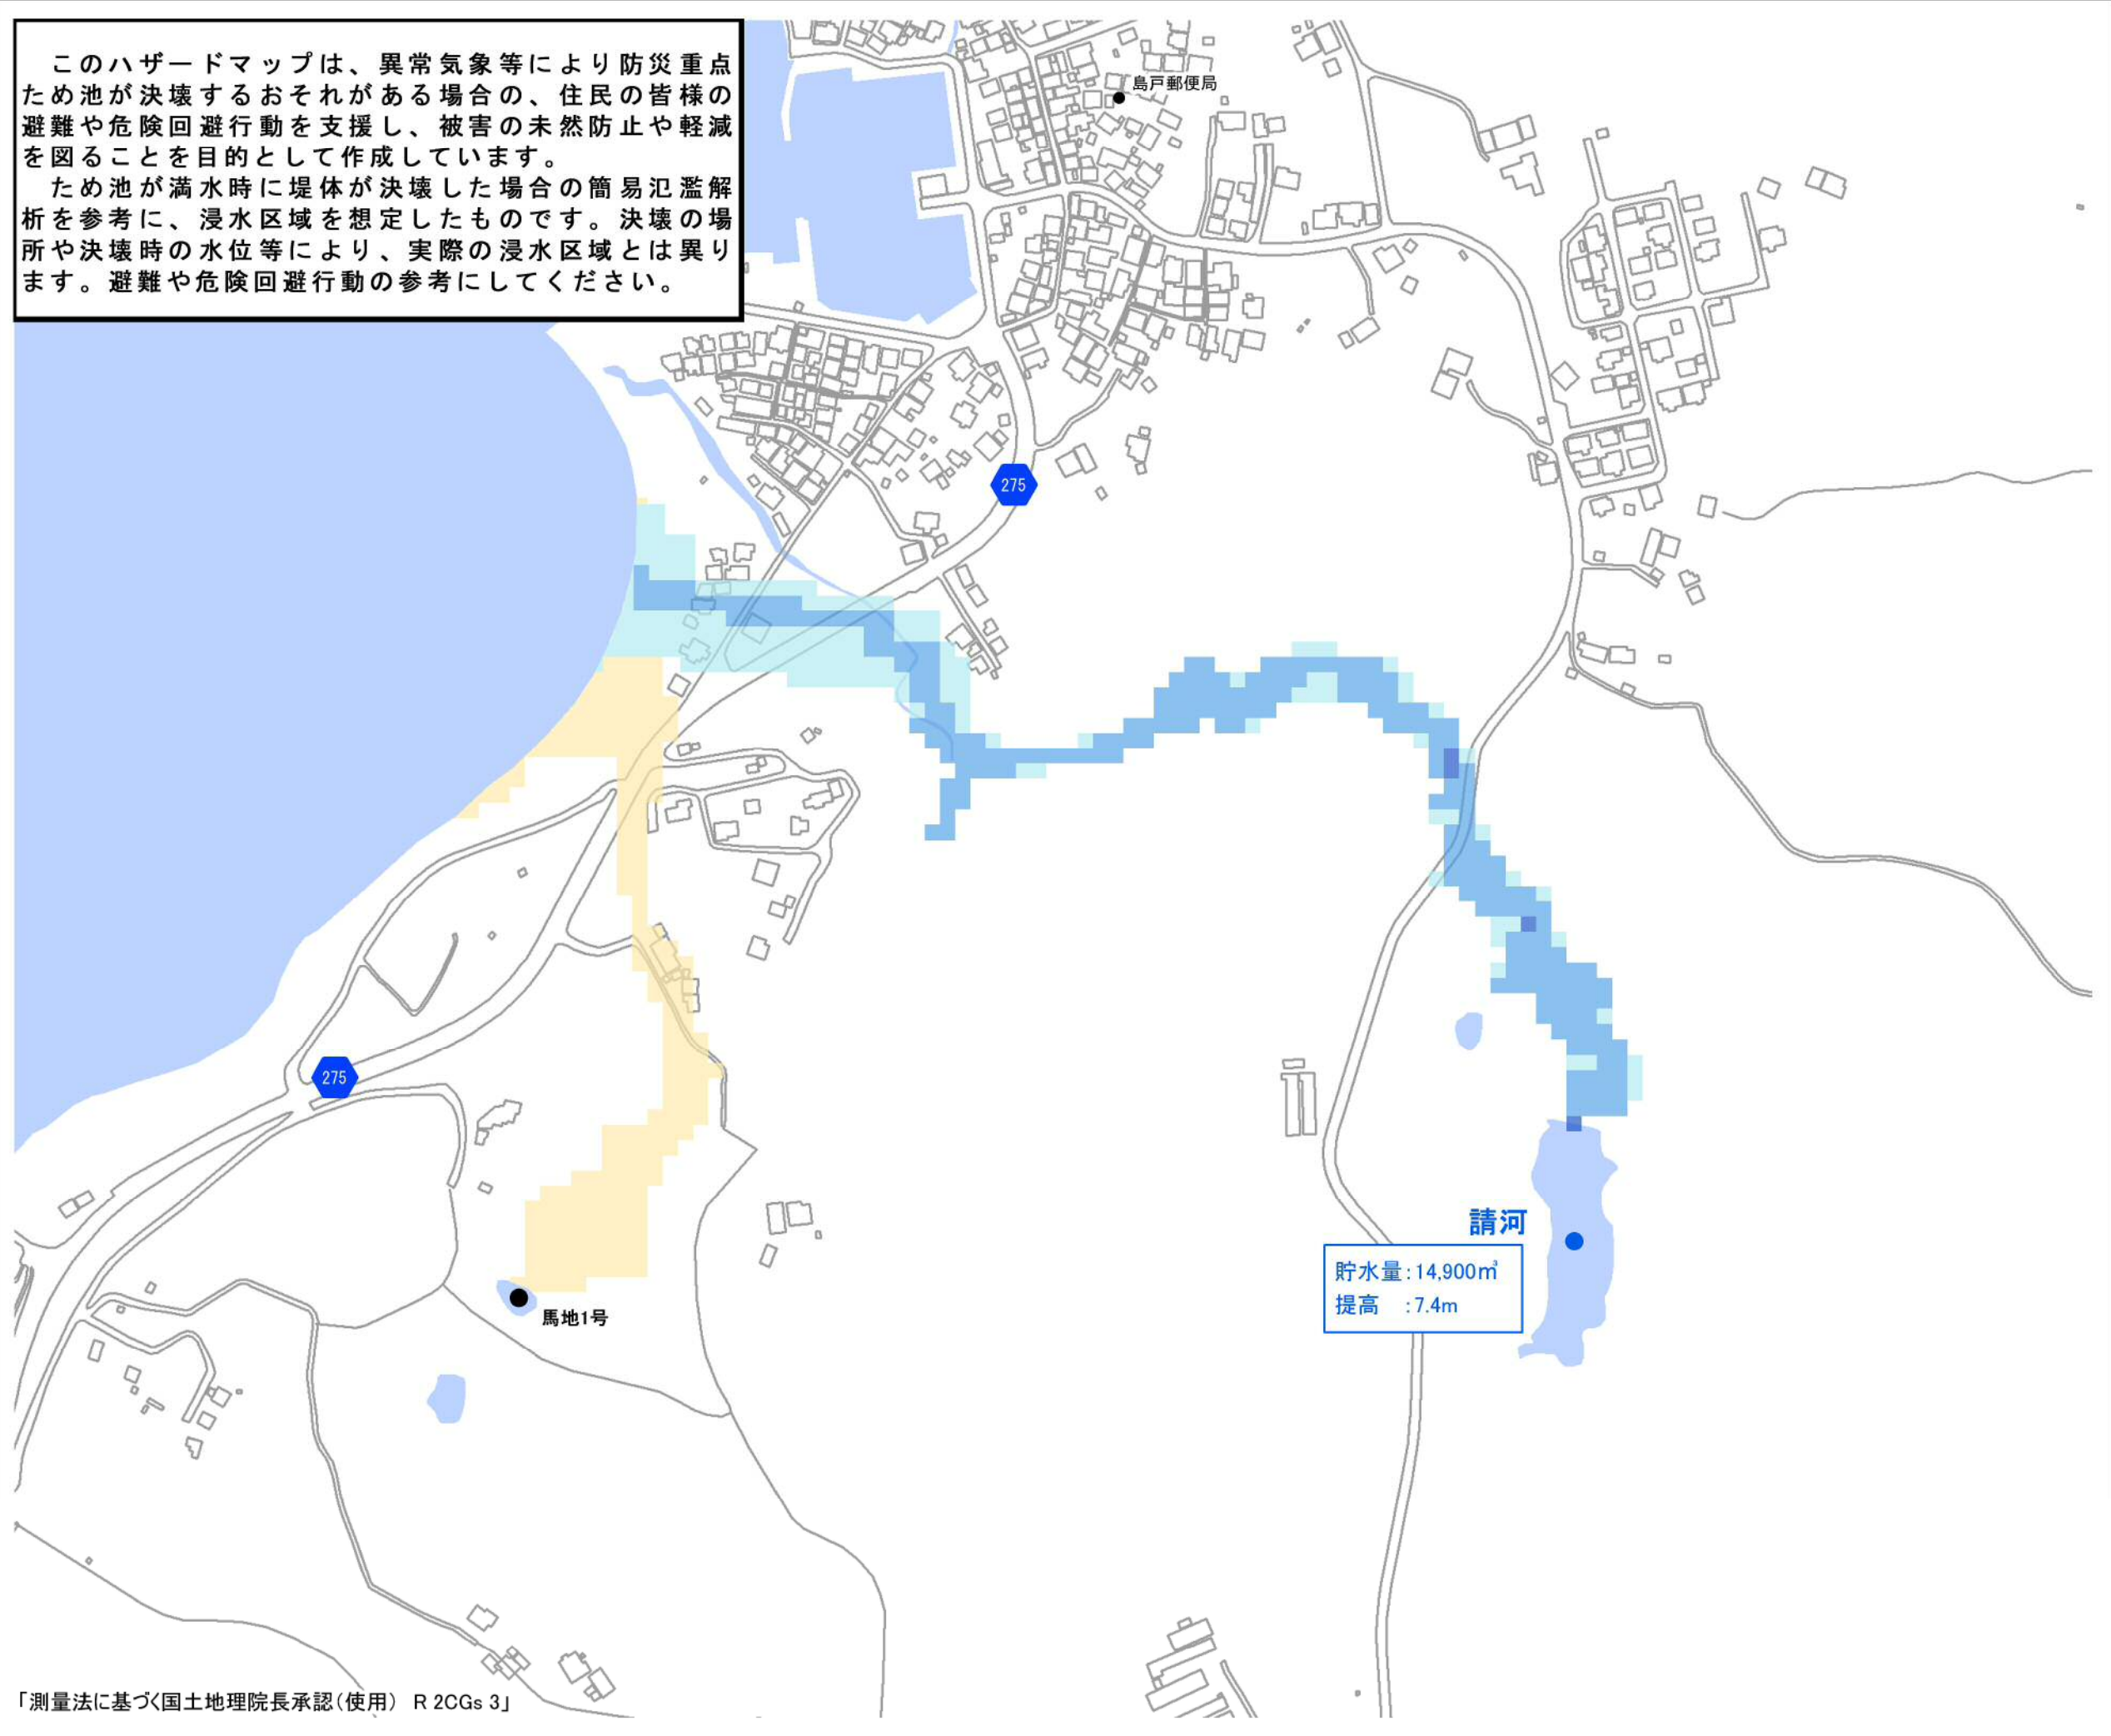 このハザードマップは、異常気象等により防災重点
ため池が決壊するおそれがある場合の、住民の皆様の
避難や危険回避行動を支援し、被害の未然防止や軽減
を図ることを目的として作成しています。
ため池が満水時に堤体が決壊した場合の簡易氾濫解
析を参考に、浸水区域を想定したものです。決壊の場
所や決壊時の水位等により、実際の浸水区域とは異り
ます。避難や危険回避行動の参考にしてください。
島戸郵便局
275
275
請河
貯水量:14,900㎥
提高 :7.4m
馬地1号
「測量法に基づく国土地理院長承認(使用) R 2CGs 3」